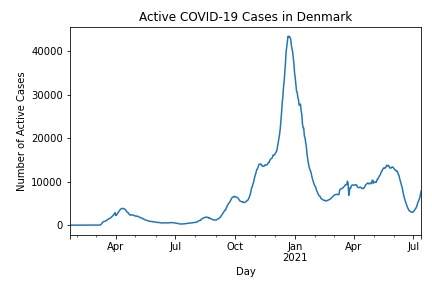 Active COVID-19 Cases in Denmark
Number of Active Cases
40000
30000
20000
10000
0
Apr Jul Oct Jan Apr Jul
2021
Day